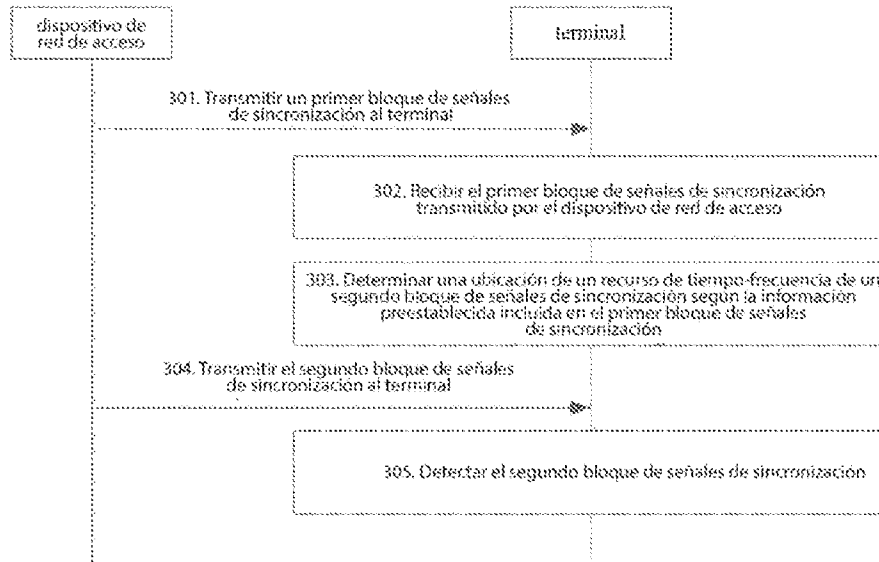 dispositivo de
red de acceso
terminal
301. Transmitir un primer bloque de señales
de sincronización al terminal
302. Recibir el primer bloque de señales de sincronización
transmitido por el dispositivo de red de acceso
303. Determinar una ubicación de un recurso de tiempo-frecuencia de un
segundo bloque de señales de sincronización según la información
preestablecida incluida en el primer bloque de señales
de sincronización
304. Transmitir el segundo bloque de señales
de sincronización al terminal
305. Detectar el segundo bloque de señales de sincronización